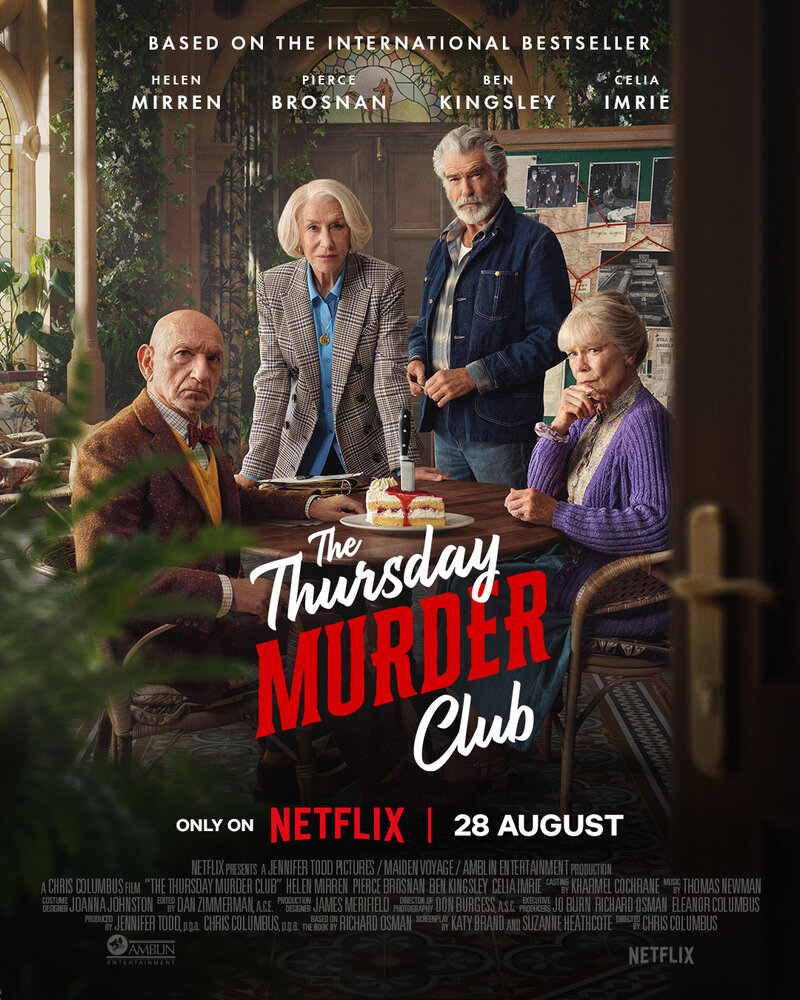 BASED ON THE INTERNATIONAL BESTSELLER
HELEN MIRREN
PIERCE BROSNAN
BEN KINGSLEY
CELIA IMRIE
The
Thursday
MURDER
Club
ONLY ON NETFLIX | 28 AUGUST
NETFLIX PRESENTS A JENNIFER TODD PICTURES / MAIDEN VOYAGE / AMBLIN ENTERTAINMENT PRODUCTION
A CHRIS COLUMBUS FILM "THE THURSDAY MURDER CLUB" HELEN MIRREN PIERCE BROSNAN BEN KINGSLEY CELIA IMRIE CASTING BY KHARMEL COCHRANE MUSIC BY THOMAS NEWMAN
COSTUME DESIGNER JOANNA JOHNSTON EDITED BY DAN ZIMMERMAN, A.C.E. PRODUCTION DESIGNER JAMES MERIFIELD DIRECTOR OF PHOTOGRAPHY DON BURGESS, A.S.C. EXECUTIVE PRODUCERS JO BURN RICHARD OSMAN ELEANOR COLUMBUS
PRODUCED BY JENNIFER TODD, p.g.a. CHRIS COLUMBUS, p.g.a. BASED ON THE BOOK BY RICHARD OSMAN SCREENPLAY BY KATY BRAND AND SUZANNE HEATHCOTE DIRECTED BY CHRIS COLUMBUS
AMBLIN
ENTERTAINMENT
NETFLIX